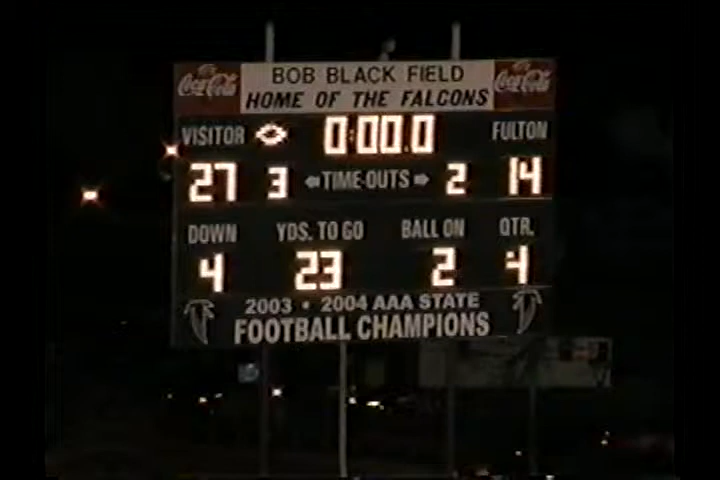 Coca-Cola BOB BLACK FIELD Coca-Cola
HOME OF THE FALCONS
VISITOR 0:00.0 FULTON
27 3 TIME-OUTS 2 14
DOWN YDS. TO GO BALL ON QTR.
4 23 2 4
2003 • 2004 AAA STATE
FOOTBALL CHAMPIONS